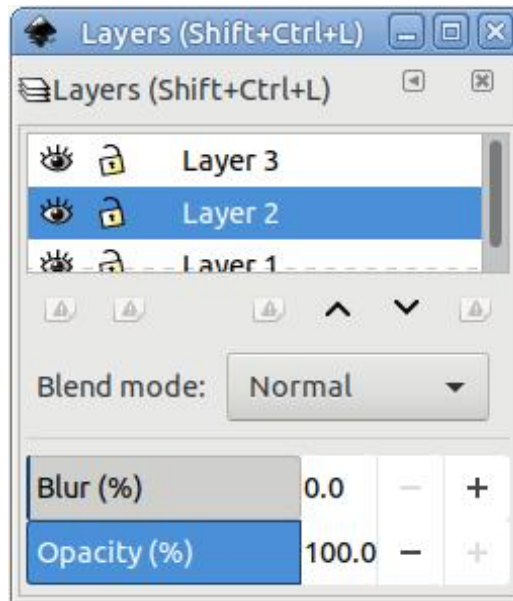 Layers (Shift+Ctrl+L)
Layers (Shift+Ctrl+L)
Layer 3
Layer 2
Layer 1
Blend mode: Normal
Blur (%) 0.0
Opacity (%) 100.0